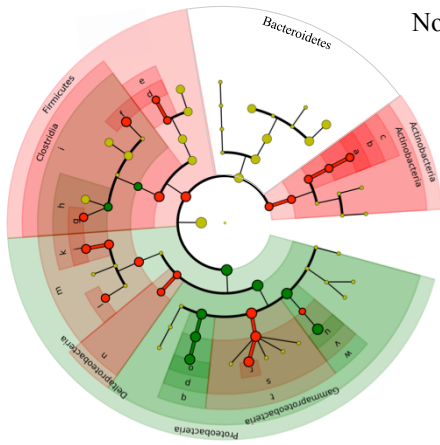 No
Bacteroidetes
Firmicutes
Clostridia
Actinobacteria
Actinobacteria
a
b
c
e
d
f
i
h
g
k
m
l
n
Deltaproteobacteria
Proteobacteria
Gammaproteobacteria
o
p
q
r
s
t
u
v
w